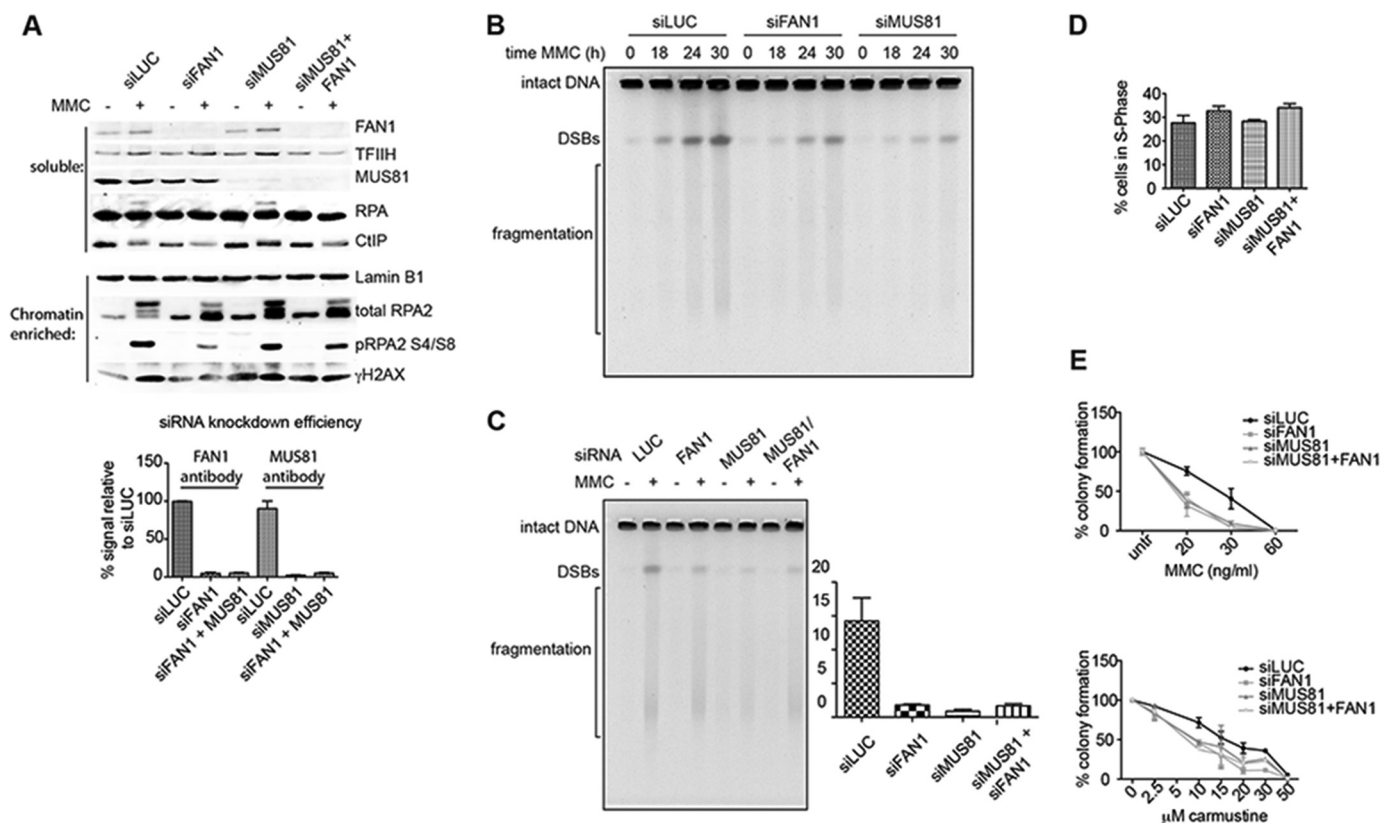 A
siLUC siFAN1 siMUS81 siMUS81+
FAN1
MMC - + - + - + - +
soluble:
FAN1
TFIIH
MUS81
RPA
CtIP
Chromatin
enriched:
Lamin B1
total RPA2
pRPA2 S4/S8
γH2AX
siRNA knockdown efficiency
% signal relative
to siLUC
150
100
50
0
FAN1
antibody
MUS81
antibody
siLUC
siFAN1
siFAN1 + MUS81
siLUC
siMUS81
siFAN1 + MUS81
B
siLUC siFAN1 siMUS81
time MMC (h) 0 18 24 30 0 18 24 30 0 18 24 30
intact DNA
DSBs
fragmentation
C
siRNA LUC FAN1 MUS81 MUS81/
FAN1
MMC - + - + - + - +
intact DNA
DSBs
fragmentation
20
15
10
5
0
siLUC
siFAN1
siMUS81
siMUS81 +
siFAN1
D
% cells in S-Phase
40
30
20
10
0
siLUC
siFAN1
siMUS81
siMUS81+
FAN1
E
% colony formation
150
100
50
0
siLUC
siFAN1
siMUS81
siMUS81+FAN1
untr 20 30 60
MMC (ng/ml)
% colony formation
150
100
50
0
siLUC
siFAN1
siMUS81
siMUS81+FAN1
0 2.5 5 10 15 20 30 50
μM carmustine